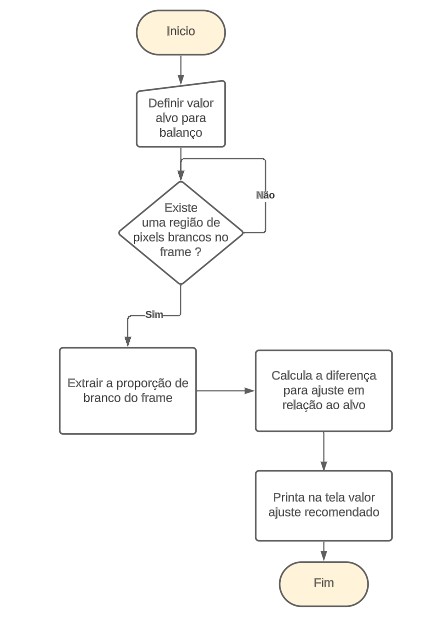 Início
Definir valor
alvo para
balanço
Existe
uma região de
pixels brancos no
frame ?
Não
Sim
Extrair a proporção de
branco do frame
Calcula a diferença
para ajuste em
relação ao alvo
Printa na tela valor
ajuste recomendado
Fim